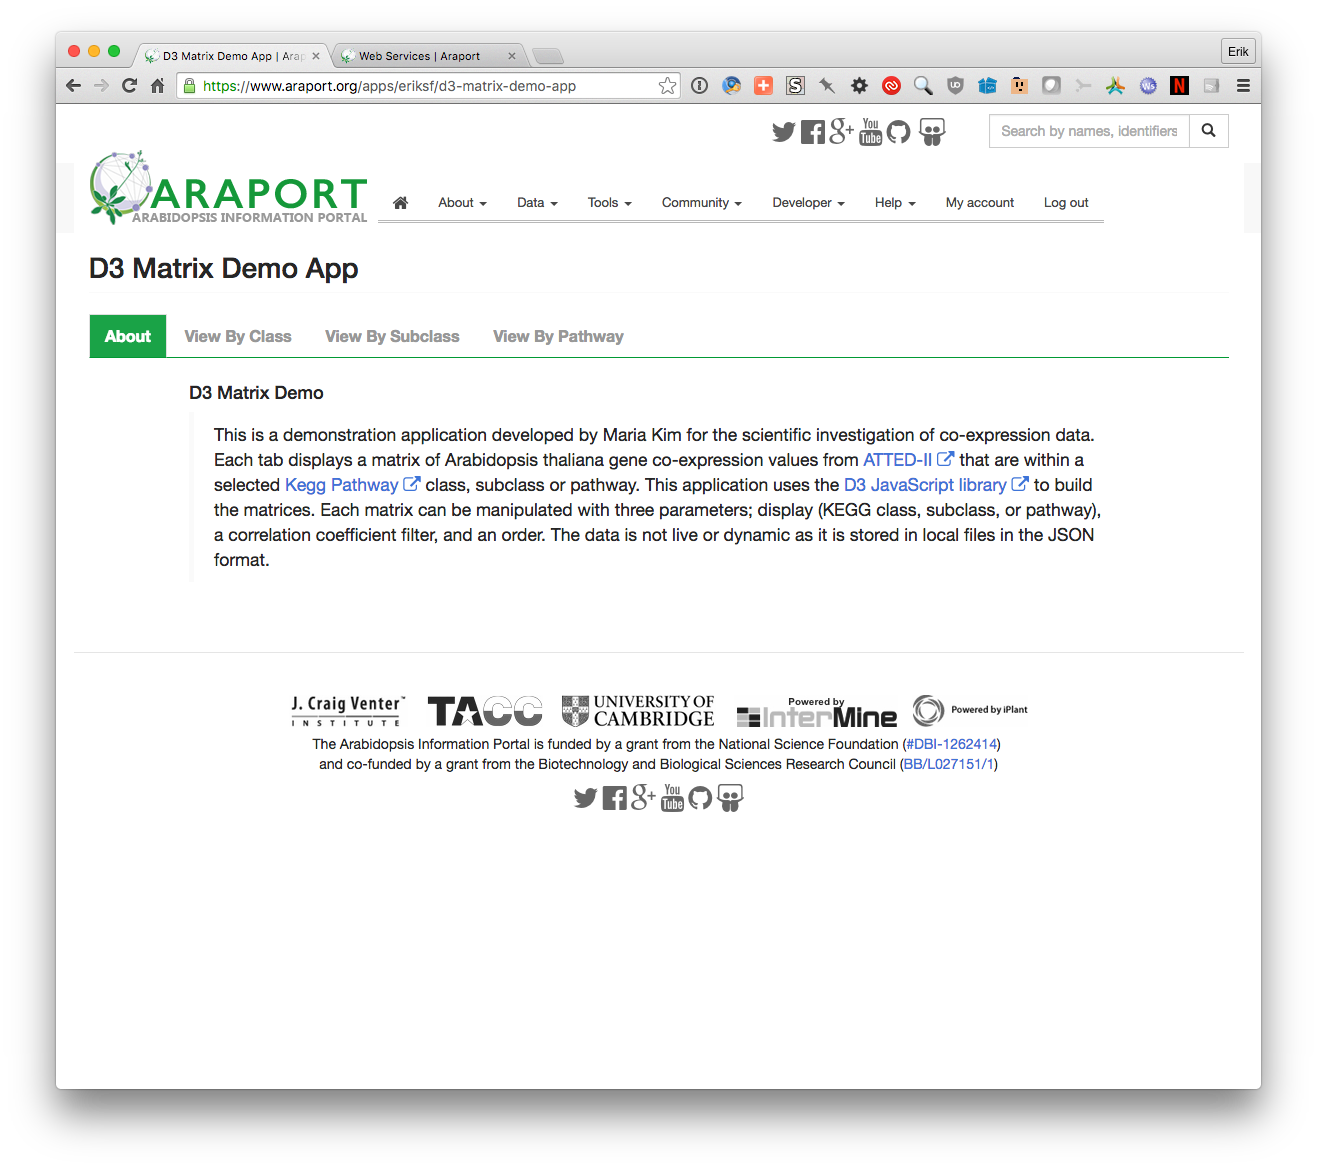 D3 Matrix Demo App | Arap
Web Services | Araport
Erik
https://www.araport.org/apps/eriksf/d3-matrix-demo-app
You
Tube
Search by names, identifiers
ARAPORT
ARABIDOPSIS INFORMATION PORTAL
About Data Tools Community Developer Help My account Log out
D3 Matrix Demo App
About View By Class View By Subclass View By Pathway
D3 Matrix Demo
This is a demonstration application developed by Maria Kim for the scientific investigation of co-expression data.
Each tab displays a matrix of Arabidopsis thaliana gene co-expression values from ATTED-II that are within a
selected Kegg Pathway class, subclass or pathway. This application uses the D3 JavaScript library to build
the matrices. Each matrix can be manipulated with three parameters; display (KEGG class, subclass, or pathway),
a correlation coefficient filter, and an order. The data is not live or dynamic as it is stored in local files in the JSON
format.
J. Craig Venter™
INSTITUTE
TACC
UNIVERSITY OF
CAMBRIDGE
Powered by
InterMine
Powered by iPlant
The Arabidopsis Information Portal is funded by a grant from the National Science Foundation (#DBI-1262414)
and co-funded by a grant from the Biotechnology and Biological Sciences Research Council (BB/L027151/1)
You
Tube